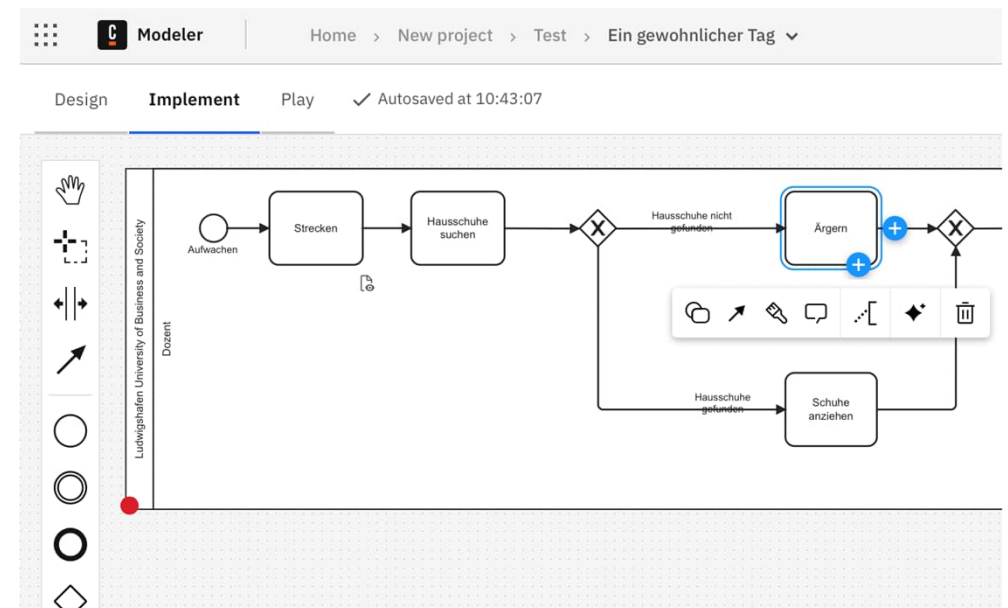 C Modeler
Home > New project > Test > Ein gewohnlicher Tag
Design Implement Play ✓ Autosaved at 10:43:07
Ludwigshafen University of Business and Society
Dozent
Aufwachen
Strecken
Hausschuhe
suchen
X
Hausschuhe nicht
gefunden
Ärgern
X
Hausschuhe
gefunden
Schuhe
anziehen